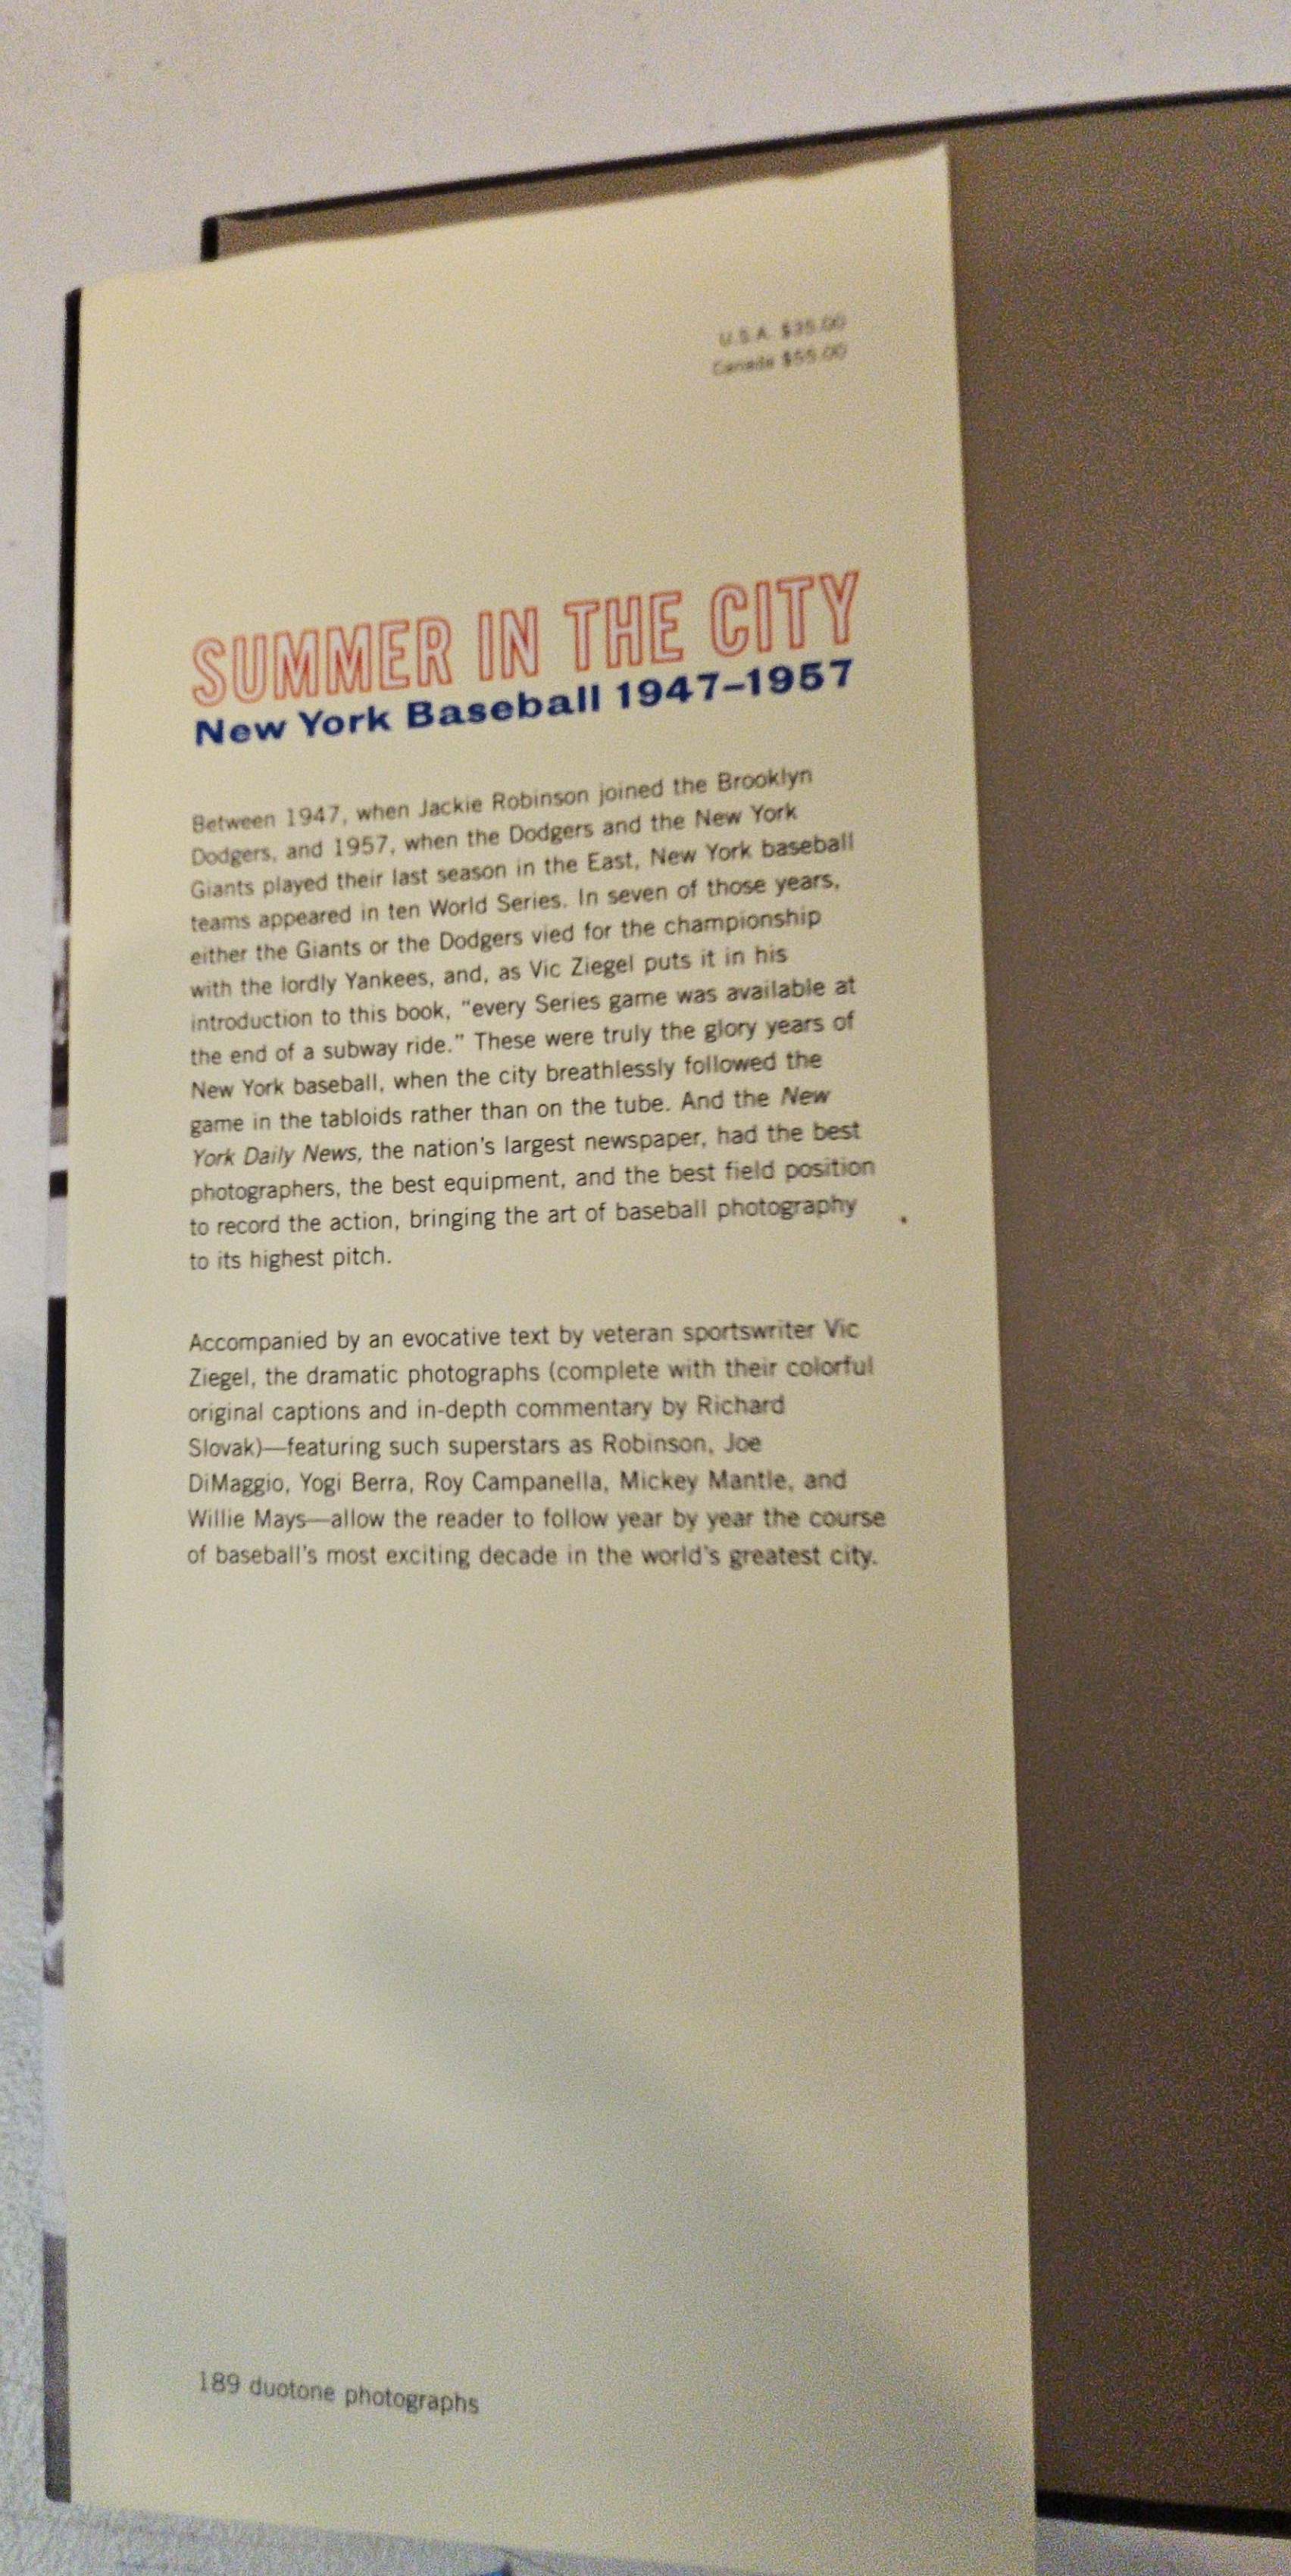 U.S.A. $35.00
Canada $55.00
SUMMER IN THE CITY
New York Baseball 1947–1957
Between 1947, when Jackie Robinson joined the Brooklyn
Dodgers, and 1957, when the Dodgers and the New York
Giants played their last season in the East, New York baseball
teams appeared in ten World Series. In seven of those years,
either the Giants or the Dodgers vied for the championship
with the lordly Yankees, and, as Vic Ziegel puts it in his
introduction to this book, “every Series game was available at
the end of a subway ride.” These were truly the glory years of
New York baseball, when the city breathlessly followed the
game in the tabloids rather than on the tube. And the New
York Daily News, the nation’s largest newspaper, had the best
photographers, the best equipment, and the best field position
to record the action, bringing the art of baseball photography
to its highest pitch.
Accompanied by an evocative text by veteran sportswriter Vic
Ziegel, the dramatic photographs (complete with their colorful
original captions and in-depth commentary by Richard
Slovak)—featuring such superstars as Robinson, Joe
DiMaggio, Yogi Berra, Roy Campanella, Mickey Mantle, and
Willie Mays—allow the reader to follow year by year the course
of baseball’s most exciting decade in the world’s greatest city.
189 duotone photographs